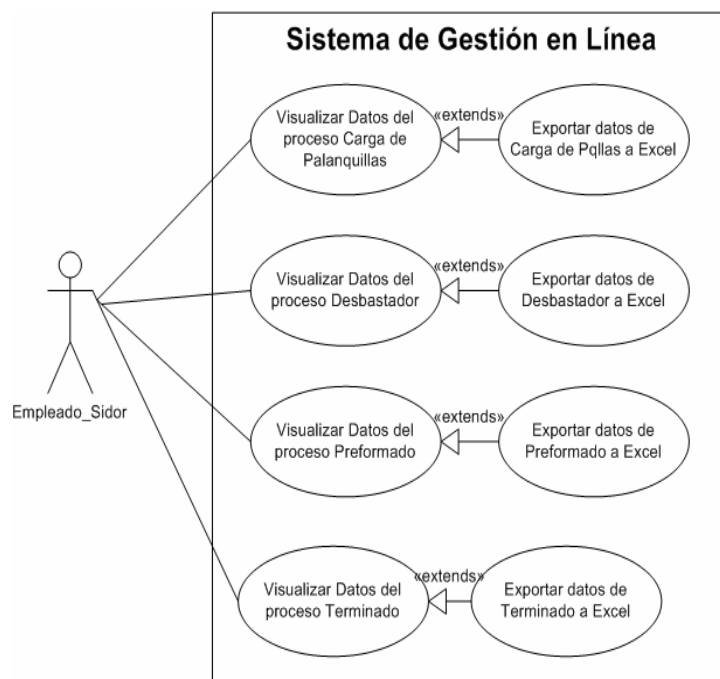 Sistema de Gestión en Línea
Visualizar Datos del
proceso Carga de
Palanquillas
«extends»
Exportar datos de
Carga de Pqllas a Excel
Visualizar Datos del
proceso Desbastador
«extends»
Exportar datos de
Desbastador a Excel
Empleado_Sidor
Visualizar Datos del
proceso Preformado
«extends»
Exportar datos de
Preformado a Excel
Visualizar Datos del
proceso Terminado
«extends»
Exportar datos de
Terminado a Excel